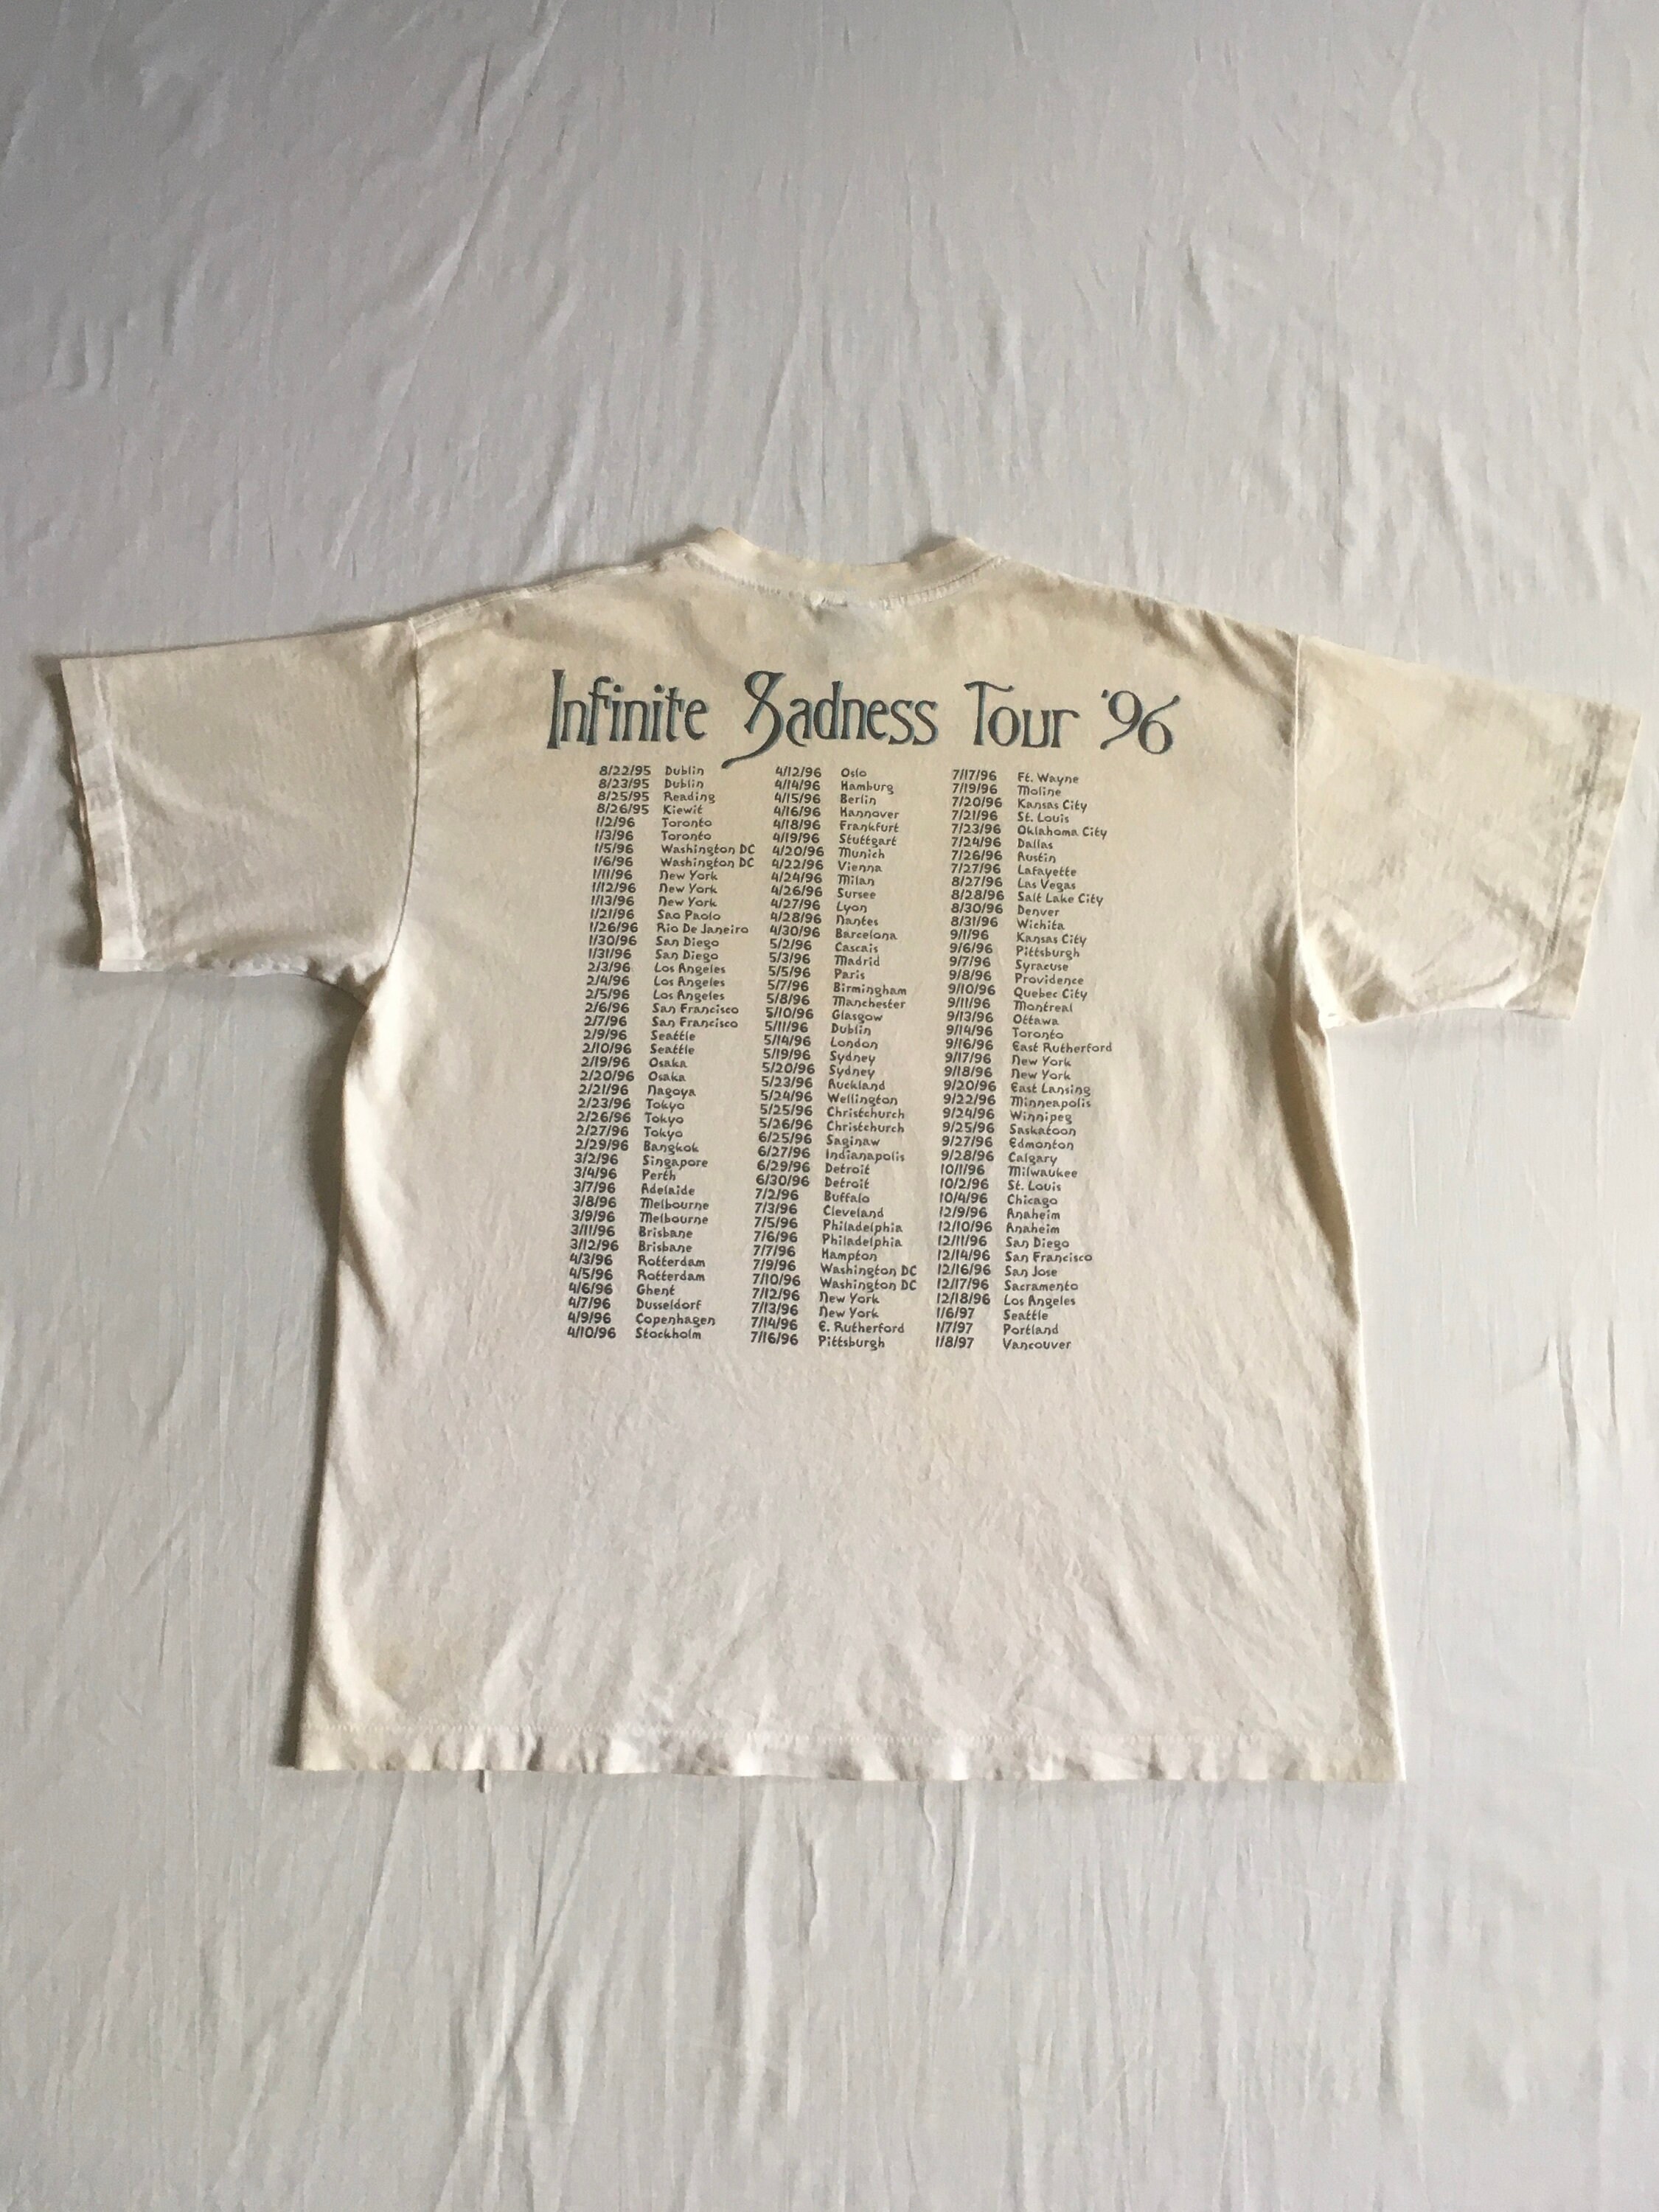 Infinite Sadness Tour '96
8/22/95 Dublin
8/23/95 Dublin
8/25/95 Reading
8/26/95 Kiewit
1/2/96 Toronto
1/3/96 Toronto
1/5/96 Washington DC
1/6/96 Washington DC
1/11/96 New York
1/12/96 New York
1/13/96 New York
1/21/96 Sao Paolo
1/26/96 Rio De Janeiro
1/30/96 San Diego
1/31/96 San Diego
2/3/96 Los Angeles
2/4/96 Los Angeles
2/5/96 Los Angeles
2/6/96 San Francisco
2/7/96 San Francisco
2/9/96 Seattle
2/10/96 Seattle
2/19/96 Osaka
2/20/96 Osaka
2/21/96 Nagoya
2/23/96 Tokyo
2/26/96 Tokyo
2/27/96 Tokyo
2/29/96 Bangkok
3/2/96 Singapore
3/4/96 Perth
3/7/96 Adelaide
3/8/96 Melbourne
3/9/96 Melbourne
3/11/96 Brisbane
3/12/96 Brisbane
4/3/96 Rotterdam
4/5/96 Rotterdam
4/6/96 Ghent
4/7/96 Dusseldorf
4/9/96 Copenhagen
4/10/96 Stockholm
4/12/96 Oslo
4/14/96 Hamburg
4/15/96 Berlin
4/16/96 Hannover
4/18/96 Frankfurt
4/19/96 Stuttgart
4/20/96 Munich
4/22/96 Vienna
4/24/96 Milan
4/26/96 Sursee
4/27/96 Lyon
4/28/96 Nantes
4/30/96 Barcelona
5/2/96 Cascais
5/3/96 Madrid
5/5/96 Paris
5/7/96 Birmingham
5/8/96 Manchester
5/10/96 Glasgow
5/11/96 Dublin
5/14/96 London
5/19/96 Sydney
5/20/96 Sydney
5/23/96 Auckland
5/24/96 Wellington
5/25/96 Christchurch
5/26/96 Christchurch
6/25/96 Saginaw
6/27/96 Indianapolis
6/29/96 Detroit
6/30/96 Detroit
7/2/96 Buffalo
7/3/96 Cleveland
7/5/96 Philadelphia
7/6/96 Philadelphia
7/7/96 Hampton
7/9/96 Washington DC
7/10/96 Washington DC
7/12/96 New York
7/13/96 New York
7/14/96 E. Rutherford
7/16/96 Pittsburgh
7/17/96 Ft. Wayne
7/19/96 Moline
7/20/96 Kansas City
7/21/96 St. Louis
7/23/96 Oklahoma City
7/24/96 Dallas
7/26/96 Austin
7/27/96 Lafayette
8/27/96 Las Vegas
8/28/96 Salt Lake City
8/30/96 Denver
8/31/96 Wichita
9/1/96 Kansas City
9/6/96 Pittsburgh
9/7/96 Syracuse
9/8/96 Providence
9/10/96 Quebec City
9/11/96 Montreal
9/13/96 Ottawa
9/14/96 Toronto
9/16/96 East Rutherford
9/17/96 New York
9/18/96 New York
9/20/96 East Lansing
9/22/96 Minneapolis
9/24/96 Winnipeg
9/25/96 Saskatoon
9/27/96 Edmonton
9/28/96 Calgary
10/1/96 Milwaukee
10/2/96 St. Louis
10/4/96 Chicago
12/9/96 Anaheim
12/10/96 Anaheim
12/11/96 San Diego
12/14/96 San Francisco
12/16/96 San Jose
12/17/96 Sacramento
12/18/96 Los Angeles
1/6/97 Seattle
1/7/97 Portland
1/8/97 Vancouver